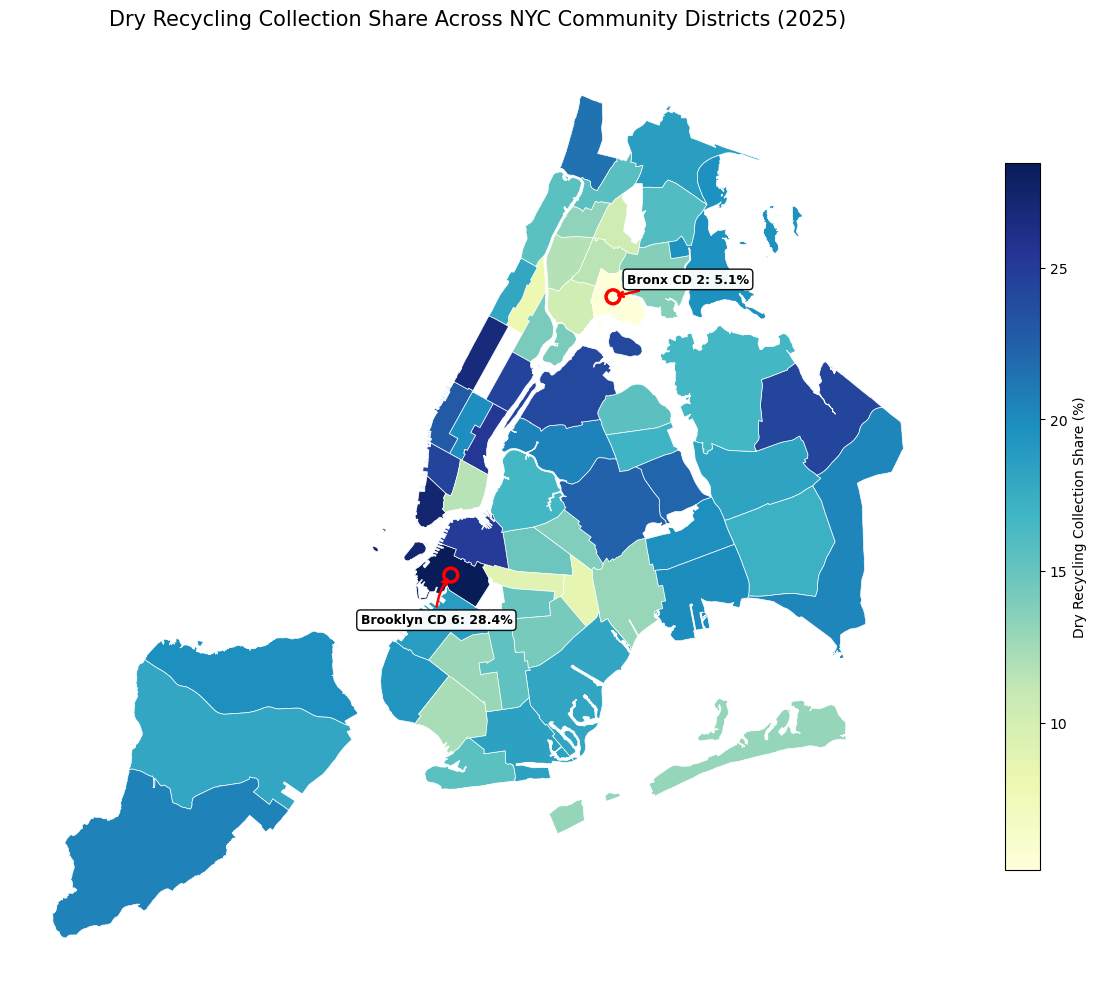 Dry Recycling Collection Share Across NYC Community Districts (2025)
Bronx CD 2: 5.1%
Brooklyn CD 6: 28.4%
25
20
15
10
Dry Recycling Collection Share (%)